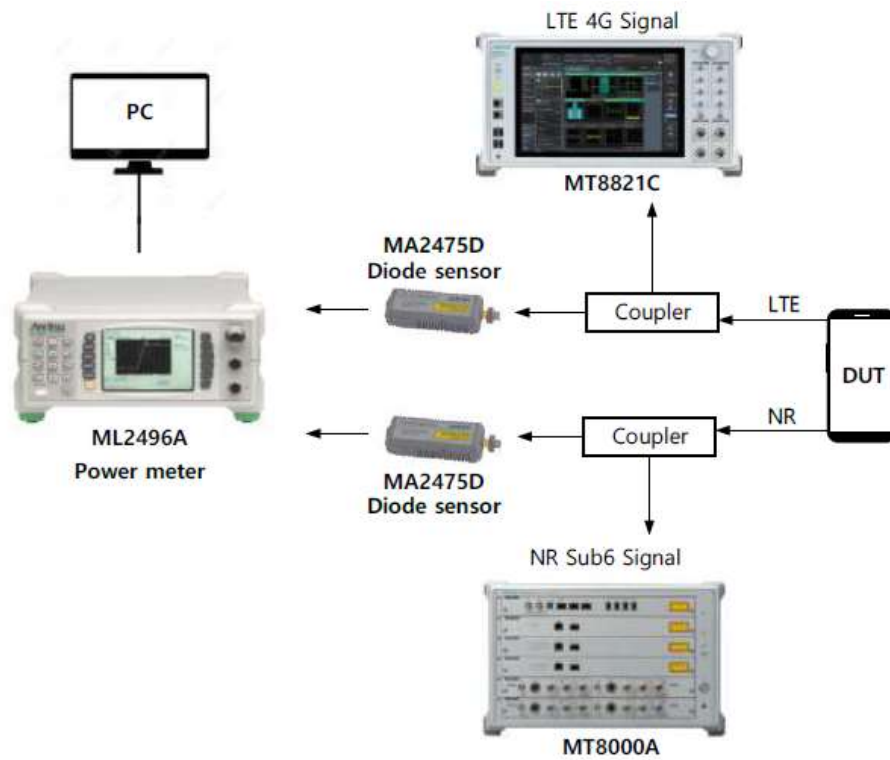 LTE 4G Signal
PC
MT8821C
MA2475D
Diode sensor
Coupler
LTE
DUT
Anritsu
ML2496A
Power meter
Coupler
NR
MA2475D
Diode sensor
NR Sub6 Signal
MT8000A